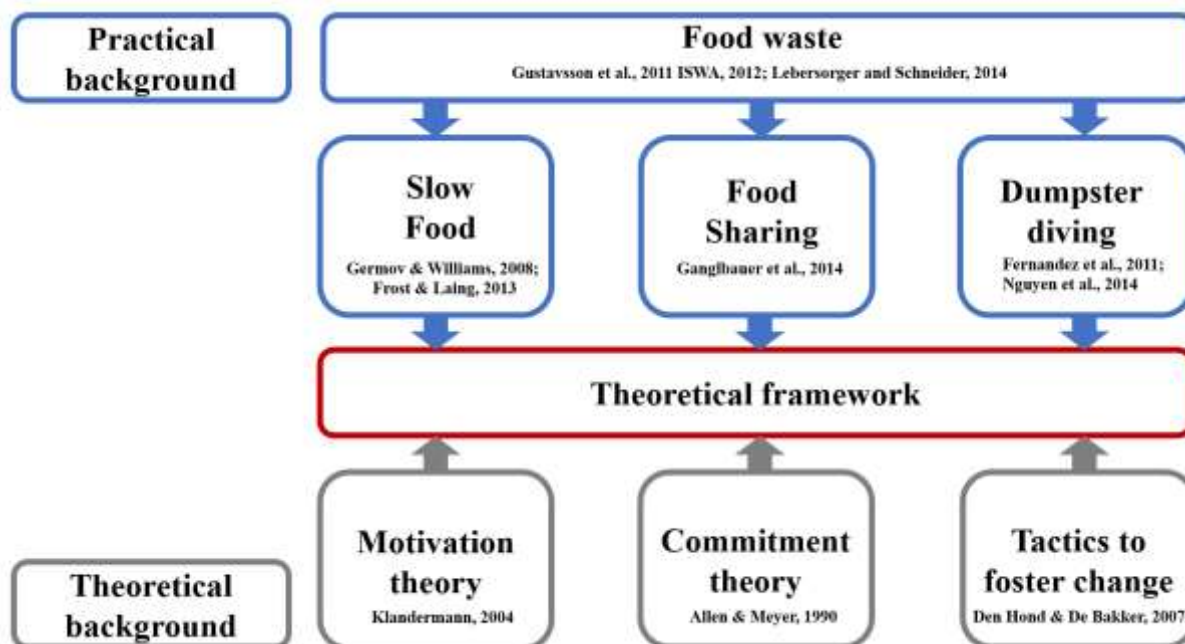 Practical
background
Food waste
Gustavsson et al., 2011 ISWA, 2012; Lebersorger and Schneider, 2014
Slow
Food
Germov & Williams, 2008;
Frost & Laing, 2013
Food
Sharing
Ganglbauer et al., 2014
Dumpster
diving
Fernandez et al., 2011;
Nguyen et al., 2014
Theoretical framework
Motivation
theory
Klandermann, 2004
Commitment
theory
Allen & Meyer, 1990
Tactics to
foster change
Den Hond & De Bakker, 2007
Theoretical
background